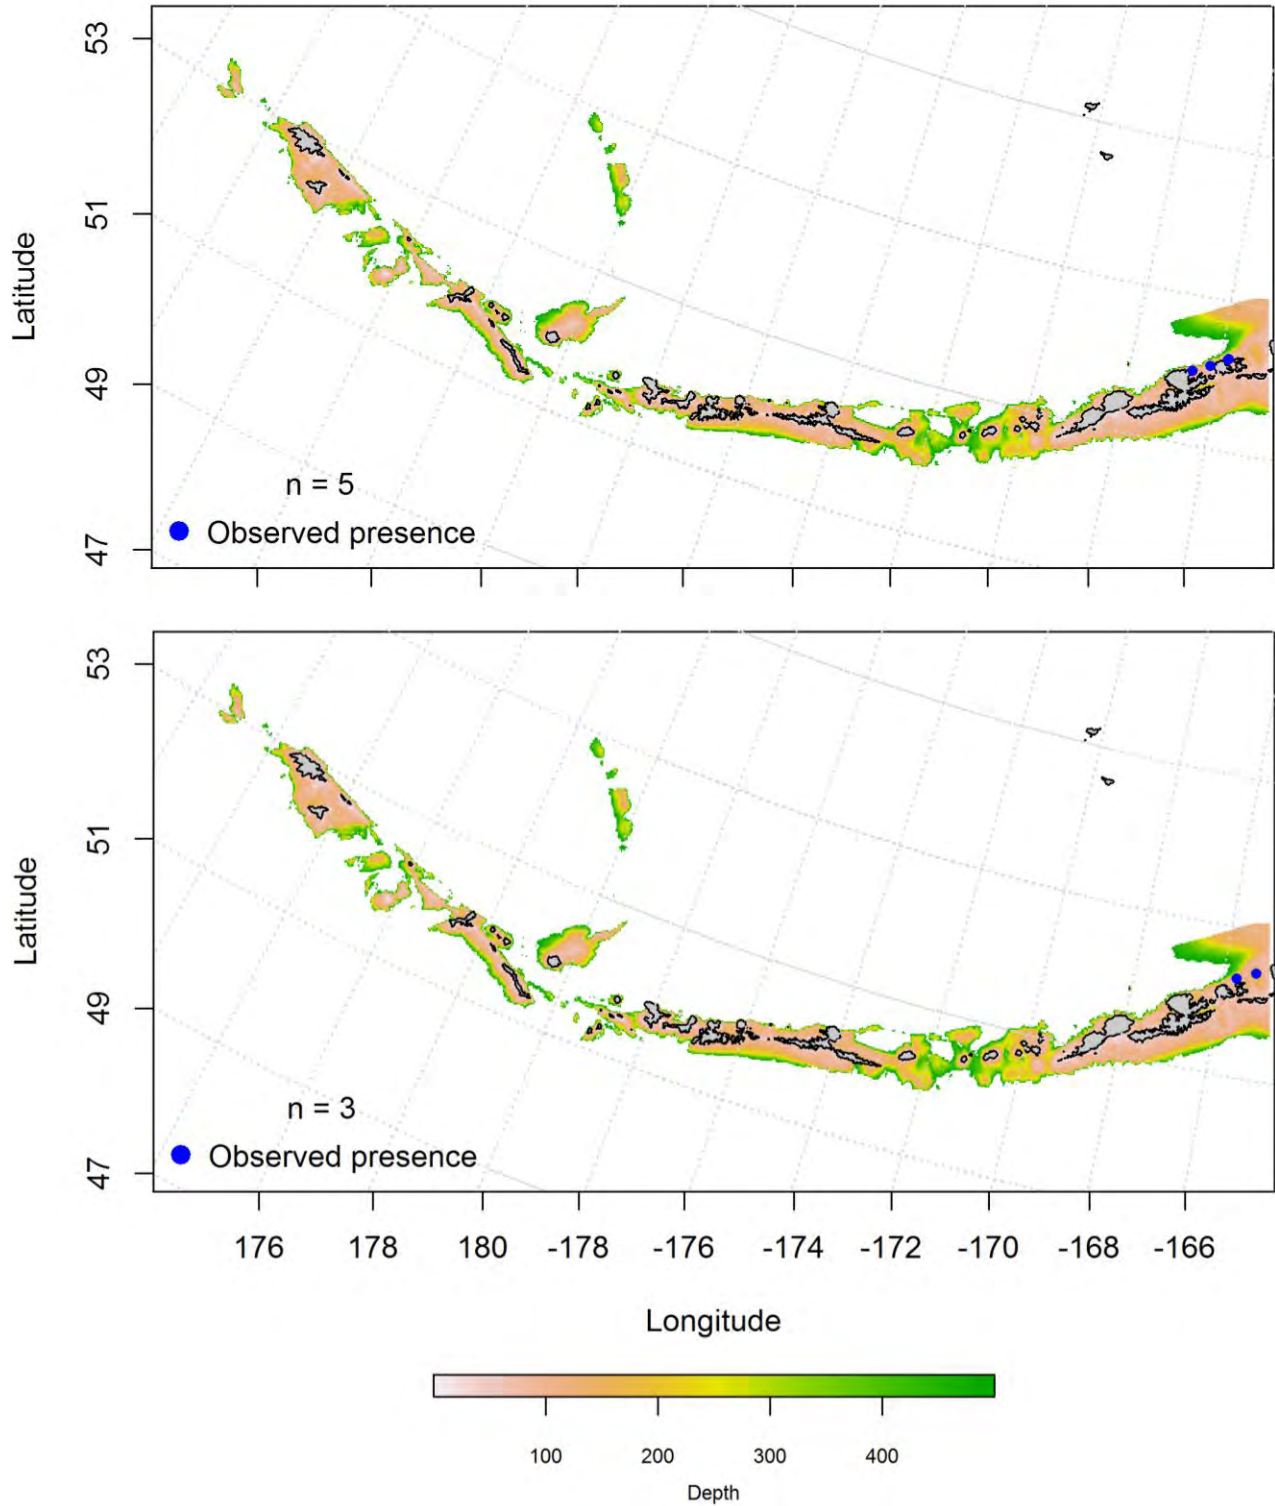 53
51
49
47
Latitude
n = 5
Observed presence
53
51
49
47
Latitude
n = 3
Observed presence
176 178 180 -178 -176 -174 -172 -170 -168 -166
Longitude
100 200 300 400
Depth